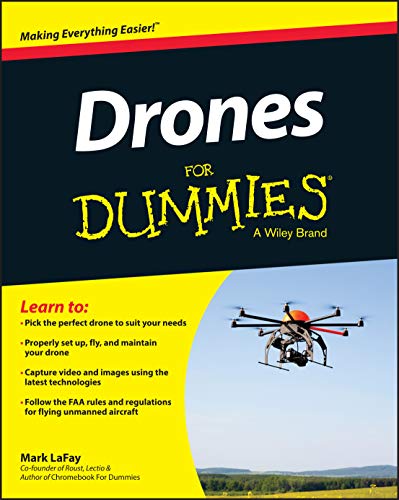 Making Everything Easier!™
Drones
FOR
DUMMIES®
A Wiley Brand
Learn to:
• Pick the perfect drone to suit your needs
• Properly set up, fly, and maintain
your drone
• Capture video and images using the
latest technologies
• Follow the FAA rules and regulations
for flying unmanned aircraft
Mark LaFay
Co-founder of Roust, Lectio &
Author of Chromebook For Dummies